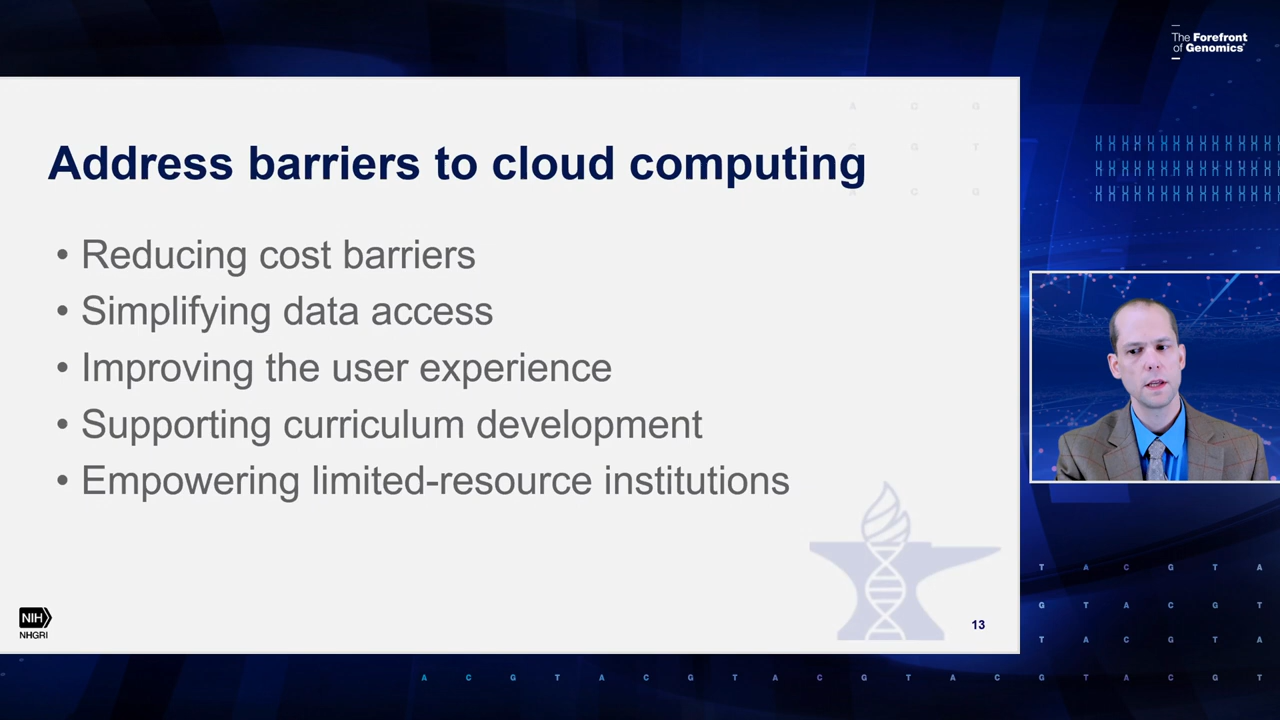 The Forefront
of Genomics®
A C G
C G T
A C G
Address barriers to cloud computing
• Reducing cost barriers
• Simplifying data access
• Improving the user experience
• Supporting curriculum development
• Empowering limited-resource institutions
NIH
NHGRI
13
T A C G T A
G T A C G T
T A C G T A
A C G T A C G T A C G T A C G T A C G T